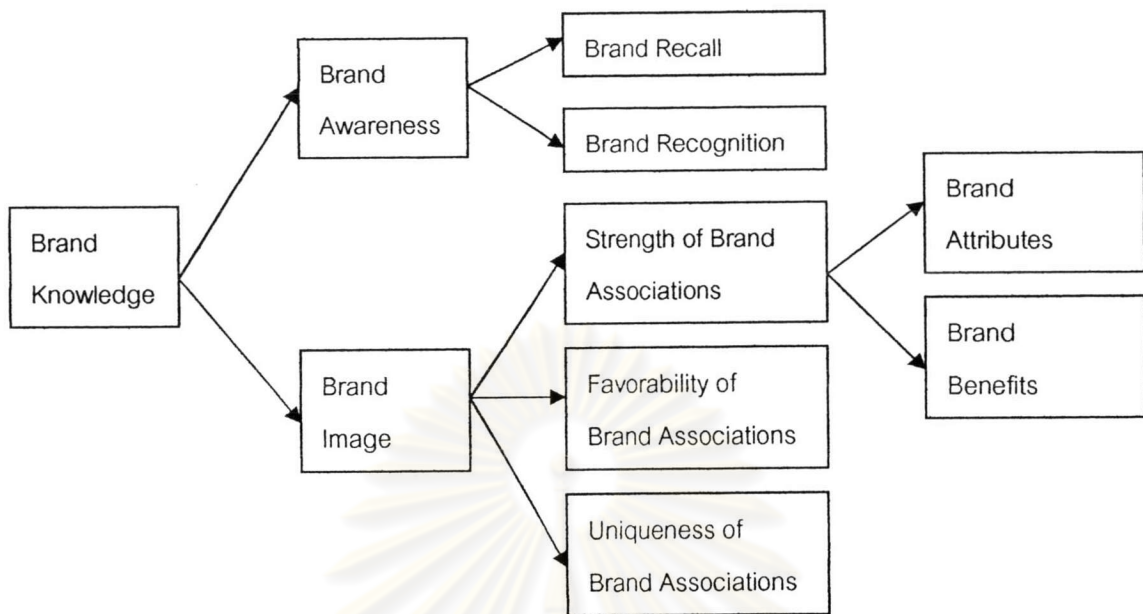 Brand
Knowledge
Brand
Awareness
Brand
Image
Brand Recall
Brand Recognition
Strength of Brand
Associations
Favorability of
Brand Associations
Uniqueness of
Brand Associations
Brand
Attributes
Brand
Benefits